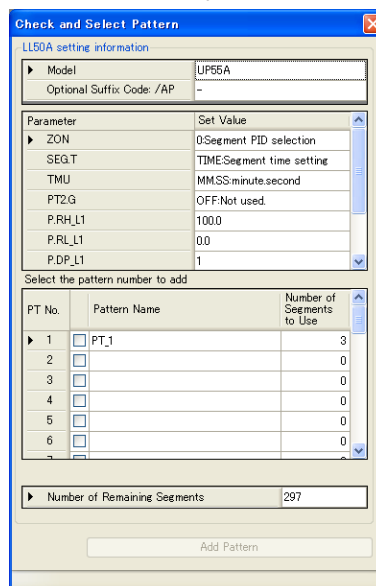 Check and Select Pattern
LL50A setting information
Model UP55A
Optional Suffix Code: /AP -
Parameter Set Value
ZON 0:Segment PID selection
SEG.T TIME:Segment time setting
TMU MM.SS:minute.second
PT2.G OFF:Not used.
P.RH_L1 100.0
P.RL_L1 0.0
P.DP_L1 1
Select the pattern number to add
PT No. Pattern Name Number of Segments to Use
1 PT_1 3
2 0
3 0
4 0
5 0
6 0
Number of Remaining Segments 297
Add Pattern